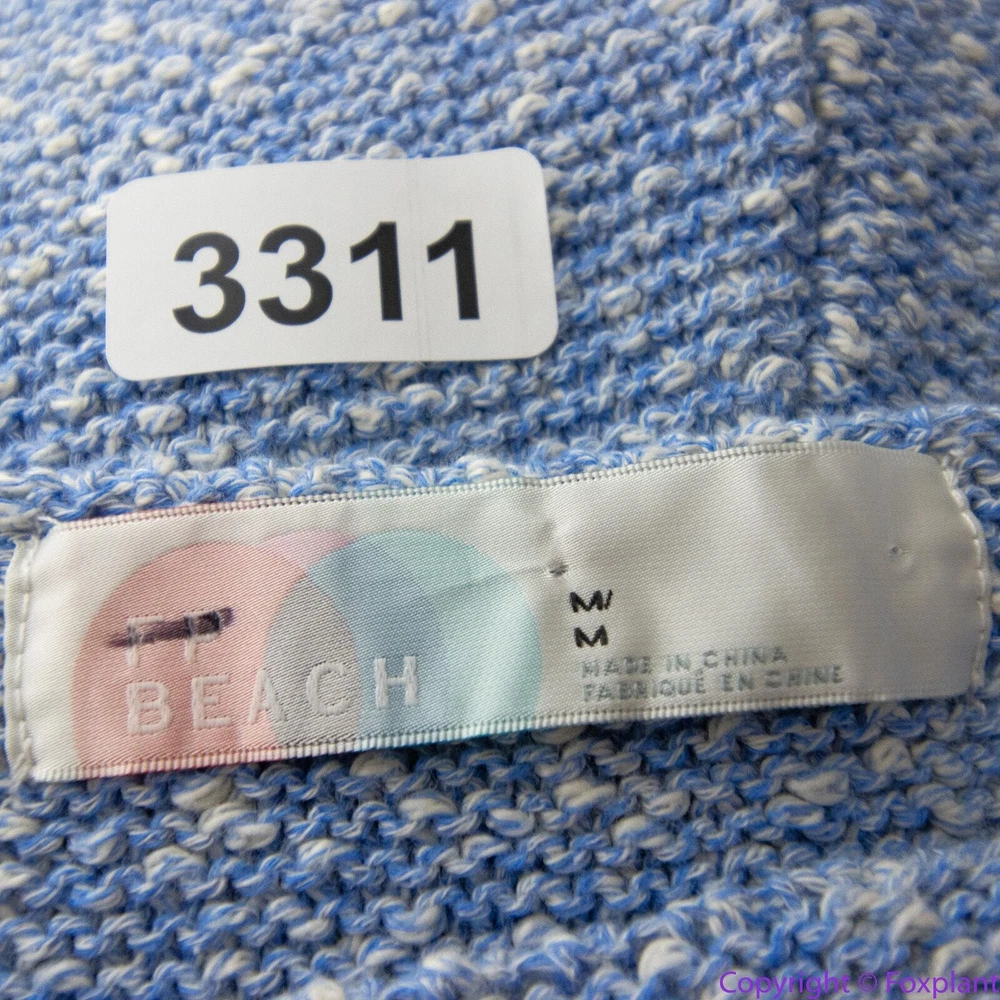 3311
FP
BEACH
M/
M
MADE IN CHINA
FABRIQUÉ EN CHINE
Copyright © Foxplant